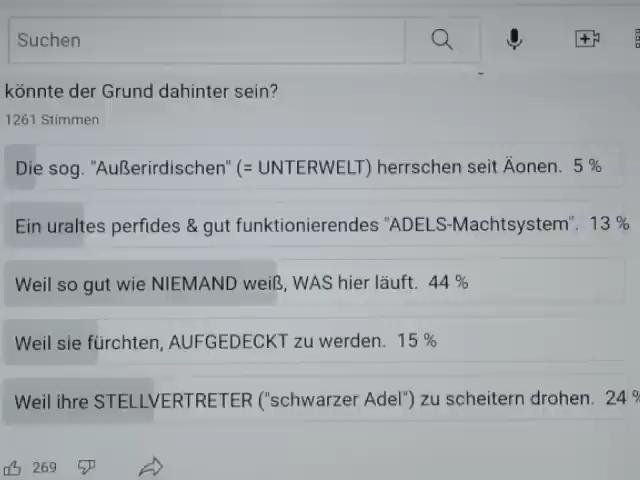 Suchen
könnte der Grund dahinter sein?
1261 Stimmen
Die sog. "Außerirdischen" (= UNTERWELT) herrschen seit Äonen. 5 %
Ein uraltes perfides & gut funktionierendes "ADELS-Machtsystem". 13 %
Weil so gut wie NIEMAND weiß, WAS hier läuft. 44 %
Weil sie fürchten, AUFGEDECKT zu werden. 15 %
Weil ihre STELLVERTRETER ("schwarzer Adel") zu scheitern drohen. 24 %
269